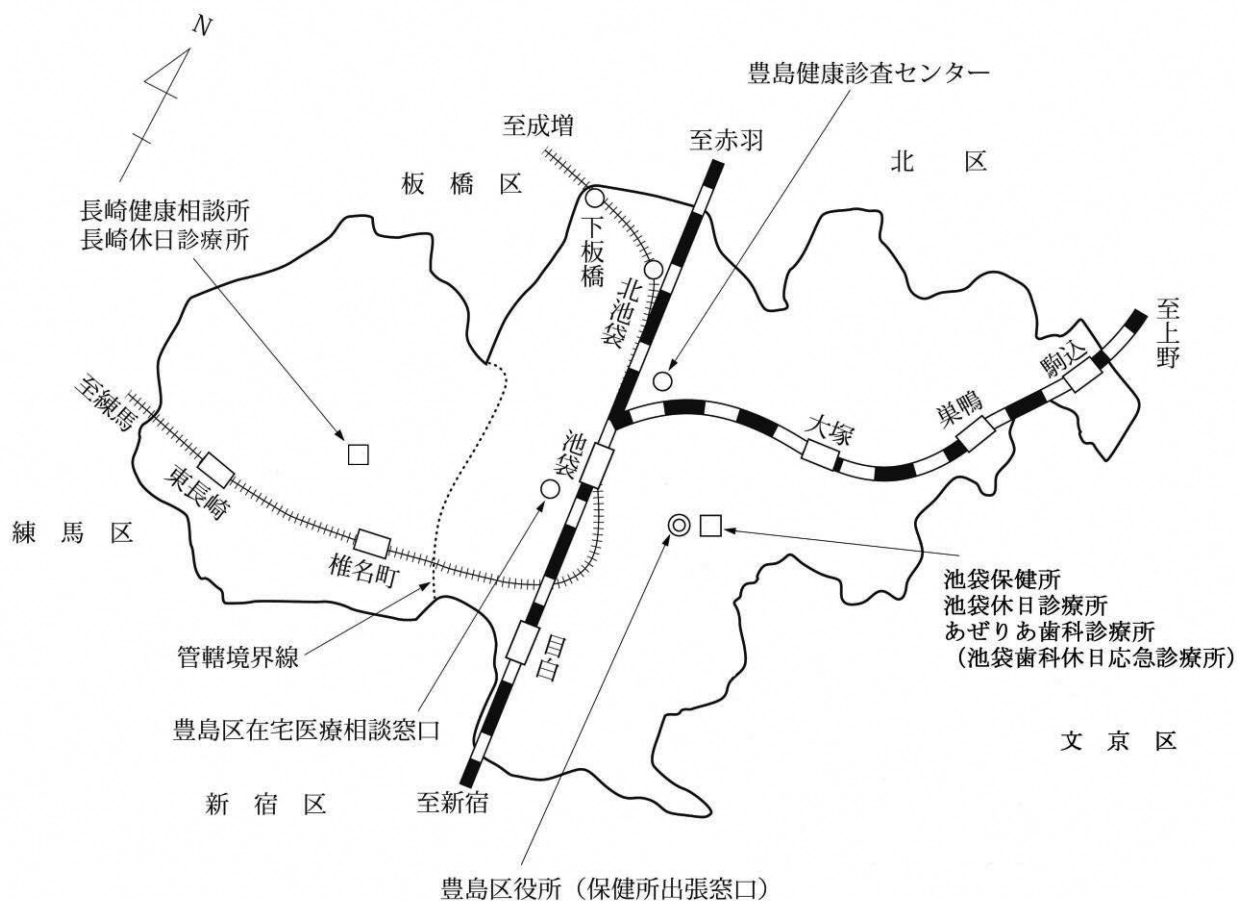 N
豊島健康診査センター
至成増
至赤羽
北　区
板橋区
長崎健康相談所
長崎休日診療所
下板橋
北池袋
至上野
駒込
巣鴨
大塚
池袋
至練馬
東長崎
練馬区
椎名町
池袋保健所
池袋休日診療所
あぜりあ歯科診療所
（池袋歯科休日応急診療所）
目白
管轄境界線
豊島区在宅医療相談窓口
文京区
新宿区
至新宿
豊島区役所（保健所出張窓口）